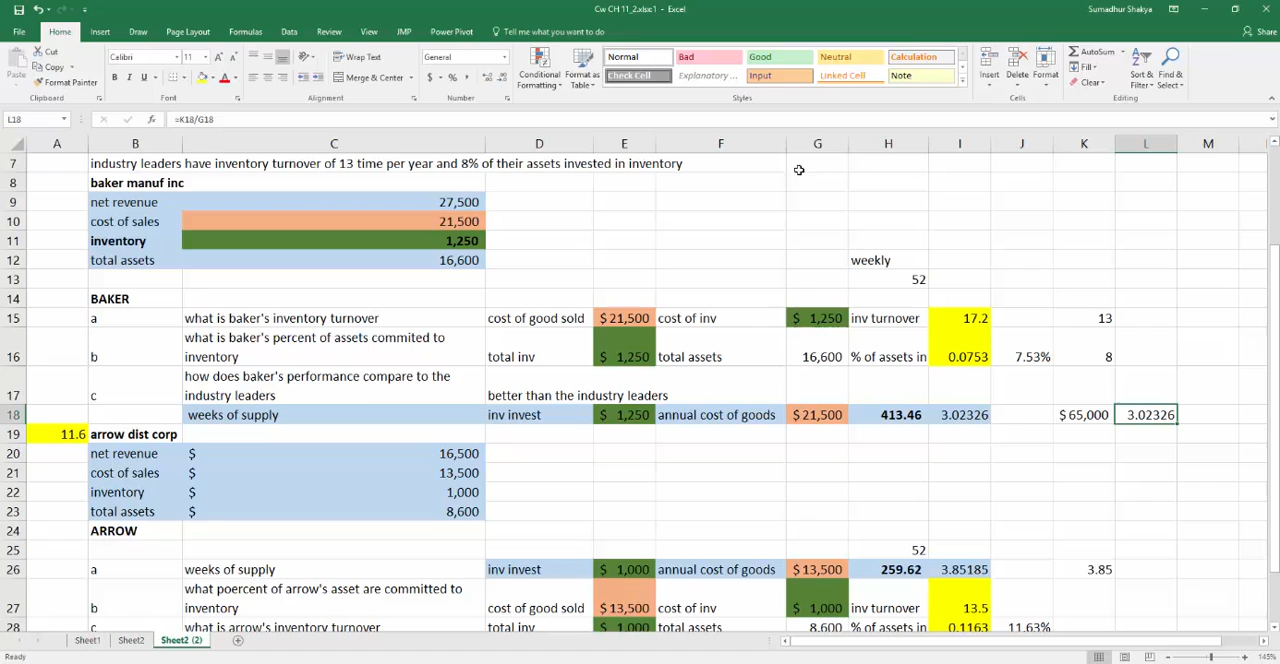 Cw CH 11_2.xlsc1 - Excel
Sumadhur Shakya
File Home Insert Draw Page Layout Formulas Data Review View JMP Power Pivot Tell me what you want to do Share
Paste Cut Copy Format Painter Clipboard
Calibri 11 A A B I U A Font
Wrap Text Merge & Center Alignment
General $ % Number
Conditional Formatting Format as Table Normal Bad Good Neutral Calculation
Check Cell Explanatory ... Input Linked Cell Note Styles
Insert Delete Format Cells
AutoSum Fill Clear Sort & Filter Find & Select Editing
L18 fx =K18/G18
A B C D E F G H I J K L M
7 industry leaders have inventory turnover of 13 time per year and 8% of their assets invested in inventory
8 baker manuf inc
9 net revenue 27,500
10 cost of sales 21,500
11 inventory 1,250
12 total assets 16,600 weekly
13 52
14 BAKER
15 a what is baker's inventory turnover cost of good sold $ 21,500 cost of inv $ 1,250 inv turnover 17.2 13
what is baker's percent of assets commited to
16 b inventory total inv $ 1,250 total assets 16,600 % of assets in 0.0753 7.53% 8
how does baker's performance compare to the
17 c industry leaders better than the industry leaders
18 weeks of supply inv invest $ 1,250 annual cost of goods $ 21,500 413.46 3.02326 $ 65,000 3.02326
19 11.6 arrow dist corp
20 net revenue $ 16,500
21 cost of sales $ 13,500
22 inventory $ 1,000
23 total assets $ 8,600
24 ARROW
25 52
26 a weeks of supply inv invest $ 1,000 annual cost of goods $ 13,500 259.62 3.85185 3.85
what poercent of arrow's asset are committed to
27 b inventory cost of good sold $ 13,500 cost of inv $ 1,000 inv turnover 13.5
28 c what is arrow's inventory turnover total inv $ 1,000 total assets 8,600 % of assets in 0.1163 11.63%
Sheet1 Sheet2 Sheet2 (2)
Ready 145%